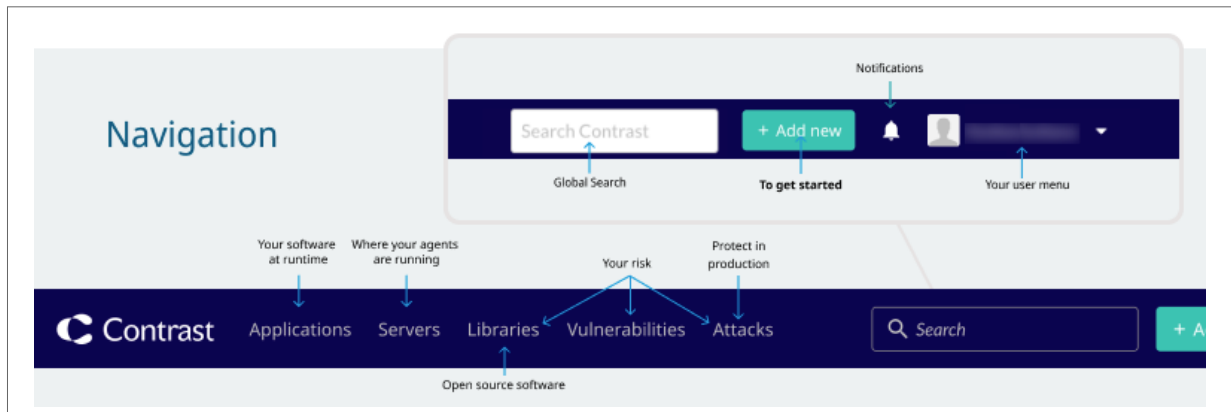 Navigation
Notifications
Search Contrast
+ Add new
Global Search
To get started
Your user menu
Your software
at runtime
Where your agents
are running
Your risk
Protect in
production
Contrast
Applications
Servers
Libraries
Vulnerabilities
Attacks
Search
+ A
Open source software